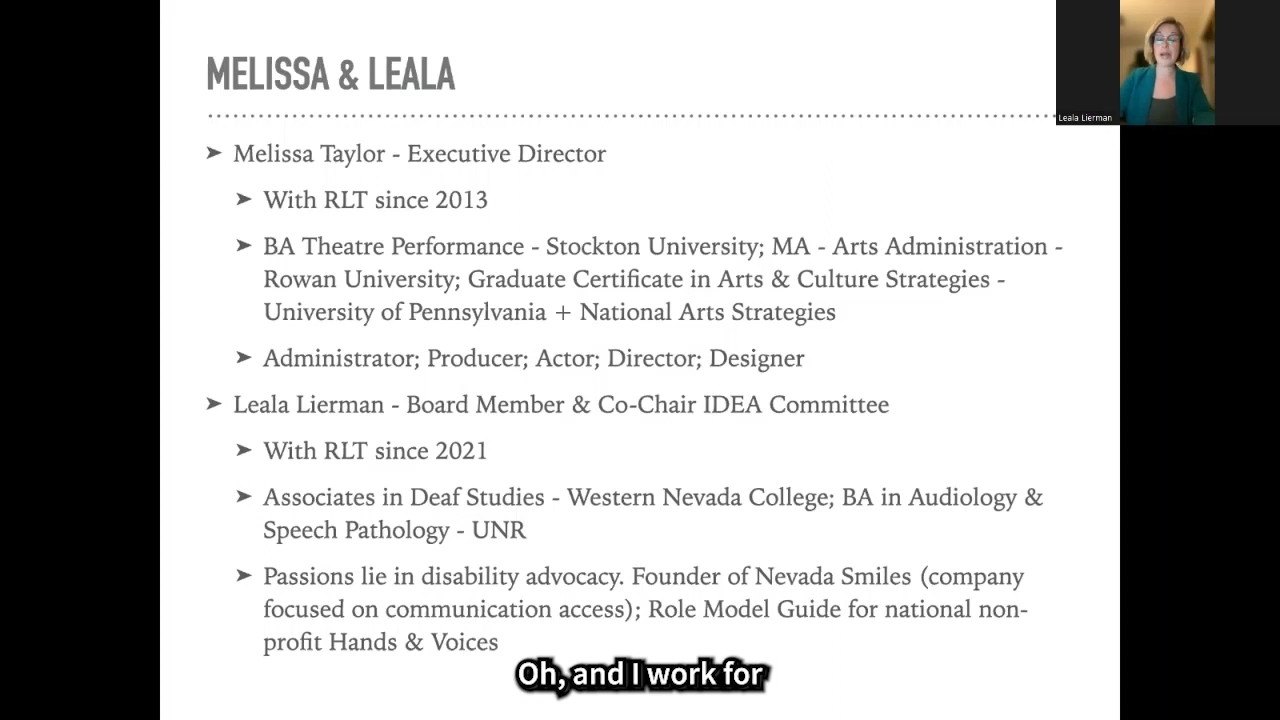 MELISSA & LEALA
Leala Lierman
➤ Melissa Taylor - Executive Director
➤ With RLT since 2013
➤ BA Theatre Performance - Stockton University; MA - Arts Administration -
Rowan University; Graduate Certificate in Arts & Culture Strategies -
University of Pennsylvania + National Arts Strategies
➤ Administrator; Producer; Actor; Director; Designer
➤ Leala Lierman - Board Member & Co-Chair IDEA Committee
➤ With RLT since 2021
➤ Associates in Deaf Studies - Western Nevada College; BA in Audiology &
Speech Pathology - UNR
➤ Passions lie in disability advocacy. Founder of Nevada Smiles (company
focused on communication access); Role Model Guide for national non-
profit Hands & Voices
Oh, and I work for